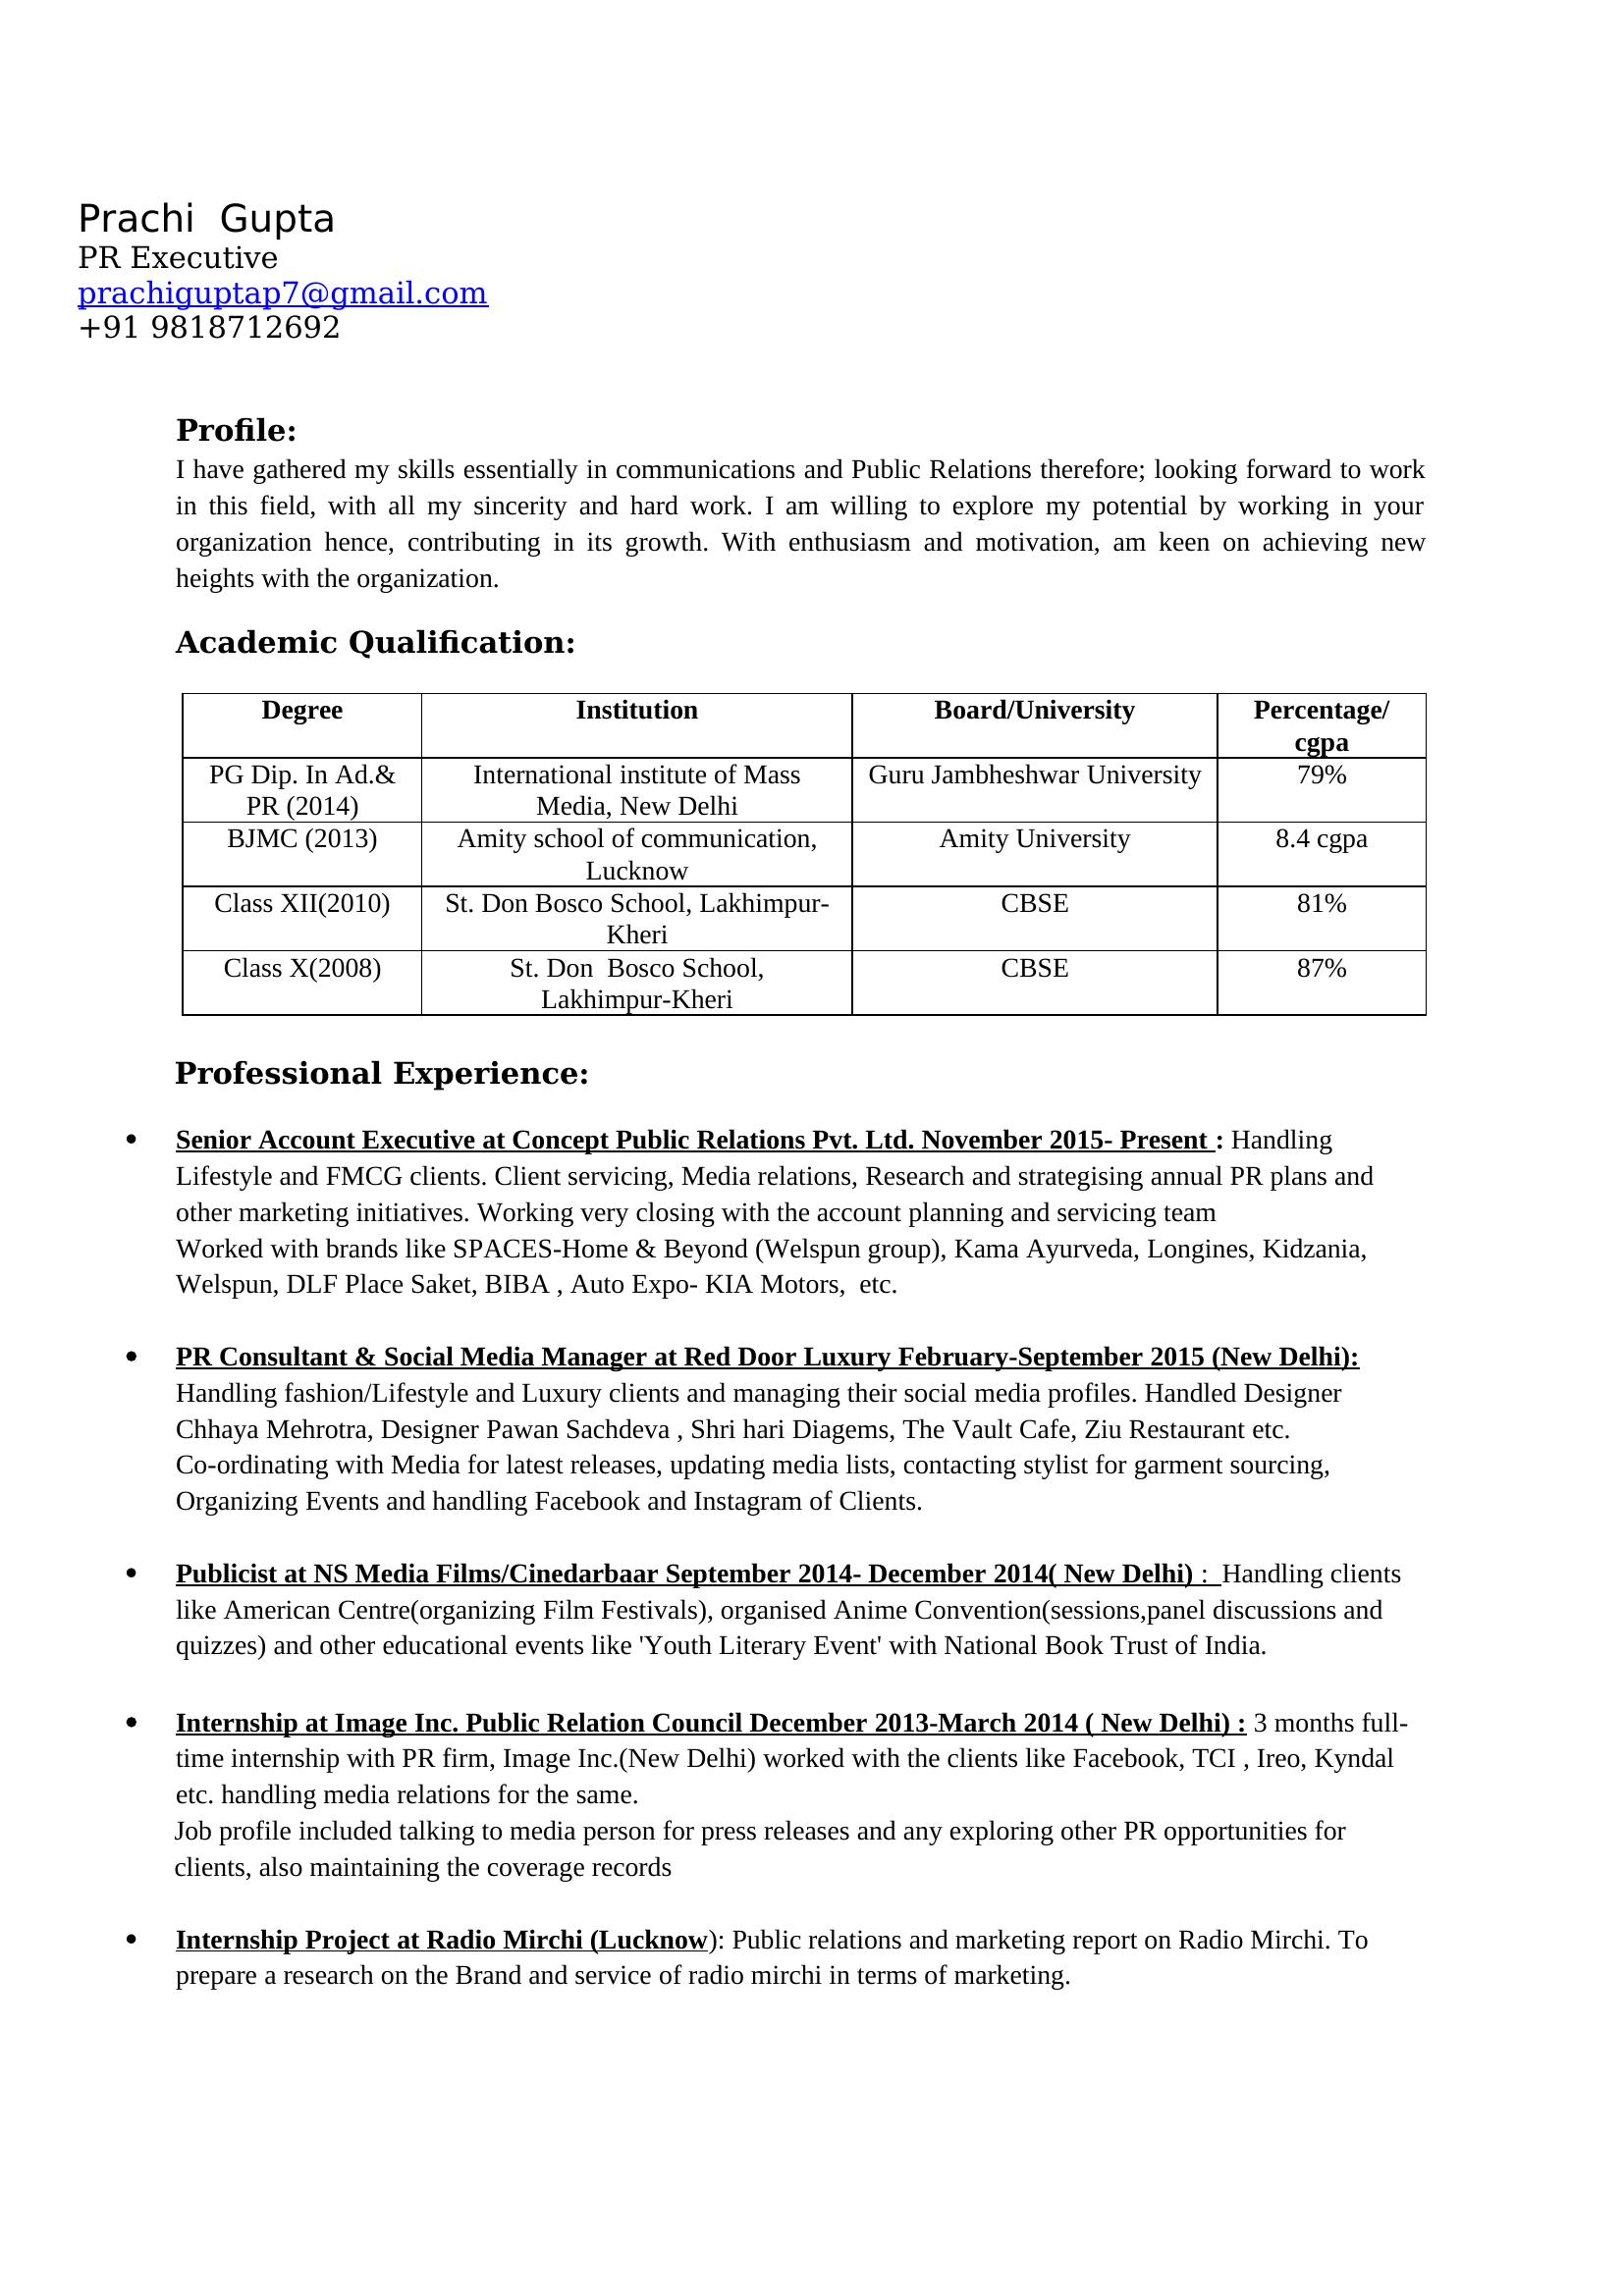 Prachi  Gupta
PR Executive
prachiguptap7@gmail.com
+91 9818712692
Profile:
I have gathered my skills essentially in communications and Public Relations therefore; looking forward to work
in this field, with all my sincerity and hard work. I am willing to explore my potential by working in your
organization hence, contributing in its growth. With enthusiasm and motivation, am keen on achieving new
heights with the organization.
Academic Qualification:
Degree Institution Board/University Percentage/
cgpa
PG Dip. In Ad.& International institute of Mass Guru Jambheshwar University 79%
PR (2014) Media, New Delhi
BJMC (2013) Amity school of communication, Amity University 8.4 cgpa
Lucknow
Class XII(2010) St. Don Bosco School, Lakhimpur- CBSE 81%
Kheri
Class X(2008) St. Don  Bosco School, CBSE 87%
Lakhimpur-Kheri
Professional Experience:
• Senior Account Executive at Concept Public Relations Pvt. Ltd. November 2015- Present : Handling
Lifestyle and FMCG clients. Client servicing, Media relations, Research and strategising annual PR plans and
other marketing initiatives. Working very closing with the account planning and servicing team
Worked with brands like SPACES-Home & Beyond (Welspun group), Kama Ayurveda, Longines, Kidzania,
Welspun, DLF Place Saket, BIBA , Auto Expo- KIA Motors,  etc.
• PR Consultant & Social Media Manager at Red Door Luxury February-September 2015 (New Delhi):
Handling fashion/Lifestyle and Luxury clients and managing their social media profiles. Handled Designer
Chhaya Mehrotra, Designer Pawan Sachdeva , Shri hari Diagems, The Vault Cafe, Ziu Restaurant etc.
Co-ordinating with Media for latest releases, updating media lists, contacting stylist for garment sourcing,
Organizing Events and handling Facebook and Instagram of Clients.
• Publicist at NS Media Films/Cinedarbaar September 2014- December 2014( New Delhi) :  Handling clients
like American Centre(organizing Film Festivals), organised Anime Convention(sessions,panel discussions and
quizzes) and other educational events like 'Youth Literary Event' with National Book Trust of India.
• Internship at Image Inc. Public Relation Council December 2013-March 2014 ( New Delhi) : 3 months full-
time internship with PR firm, Image Inc.(New Delhi) worked with the clients like Facebook, TCI , Ireo, Kyndal
etc. handling media relations for the same.
Job profile included talking to media person for press releases and any exploring other PR opportunities for
clients, also maintaining the coverage records
• Internship Project at Radio Mirchi (Lucknow): Public relations and marketing report on Radio Mirchi. To
prepare a research on the Brand and service of radio mirchi in terms of marketing.